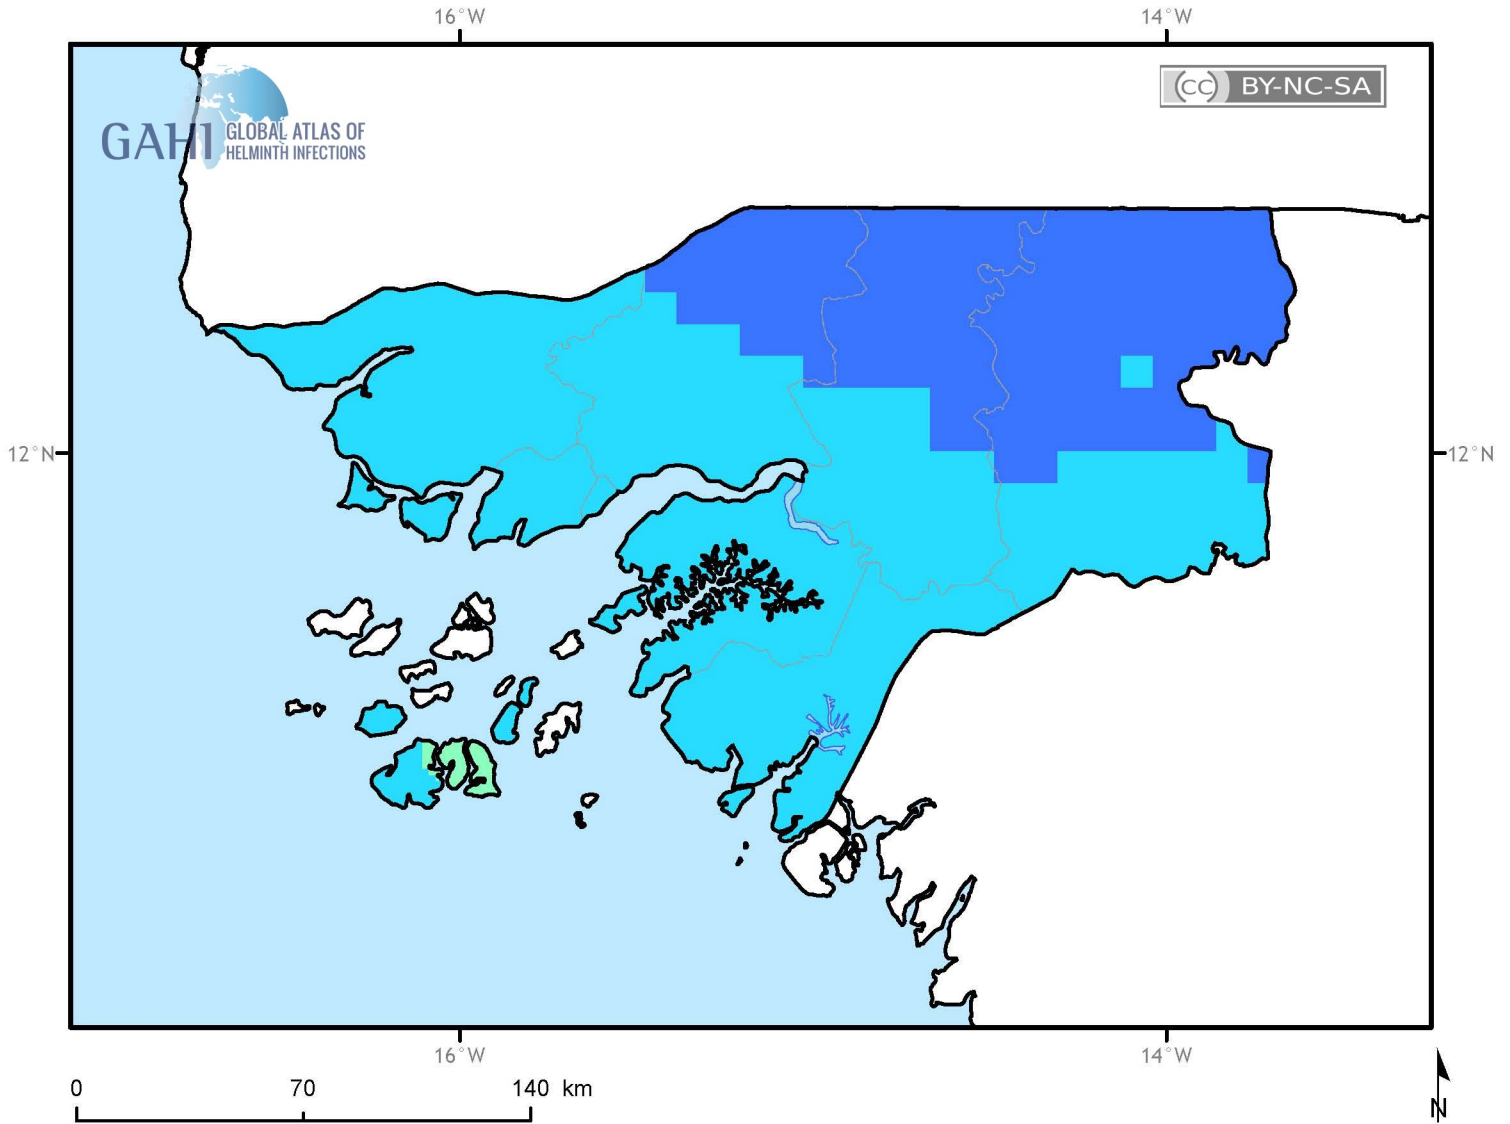 16°W
14°W
GAHI
GLOBAL ATLAS OF
HELMINTH INFECTIONS
(cc) BY-NC-SA
12°N
12°N
16°W
14°W
0 70 140 km
N